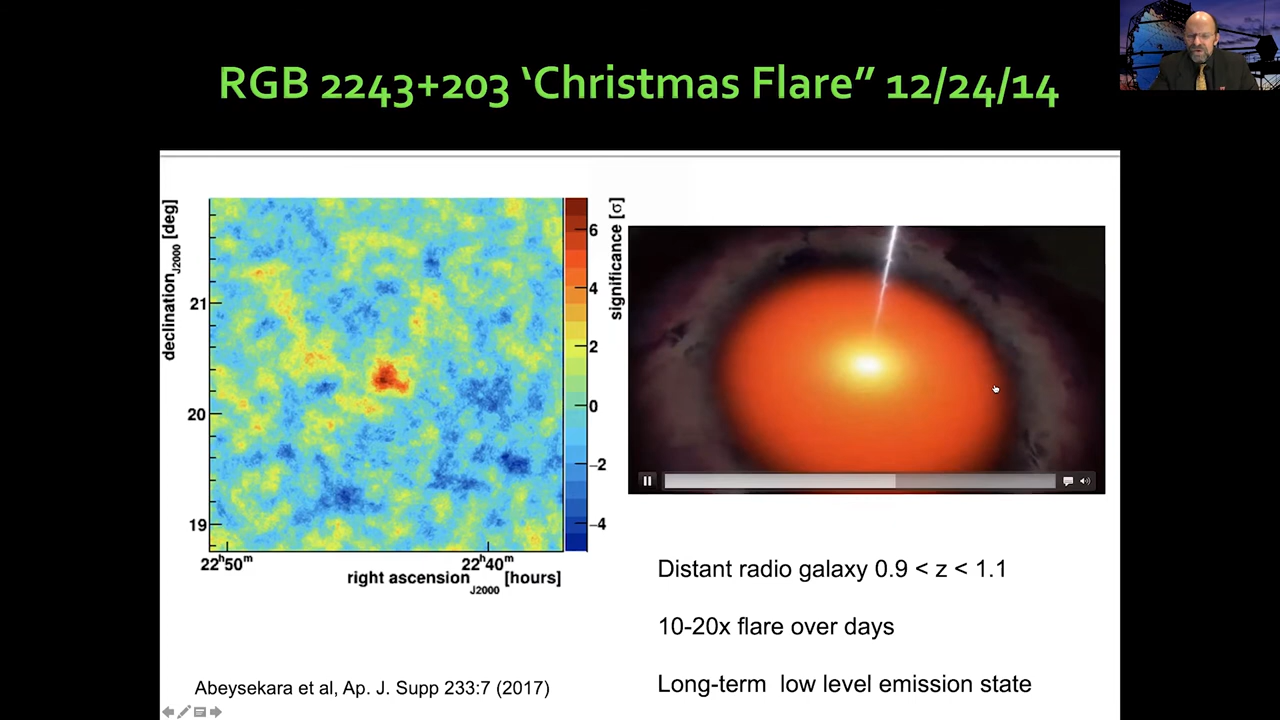 RGB 2243+203 ‘Christmas Flare” 12/24/14
declination J2000 [deg]
21
20
19
22h50m
22h40m
right ascension J2000 [hours]
significance [σ]
6
4
2
0
−2
−4
Distant radio galaxy 0.9 < z < 1.1
10-20x flare over days
Long-term low level emission state
Abeysekara et al, Ap. J. Supp 233:7 (2017)